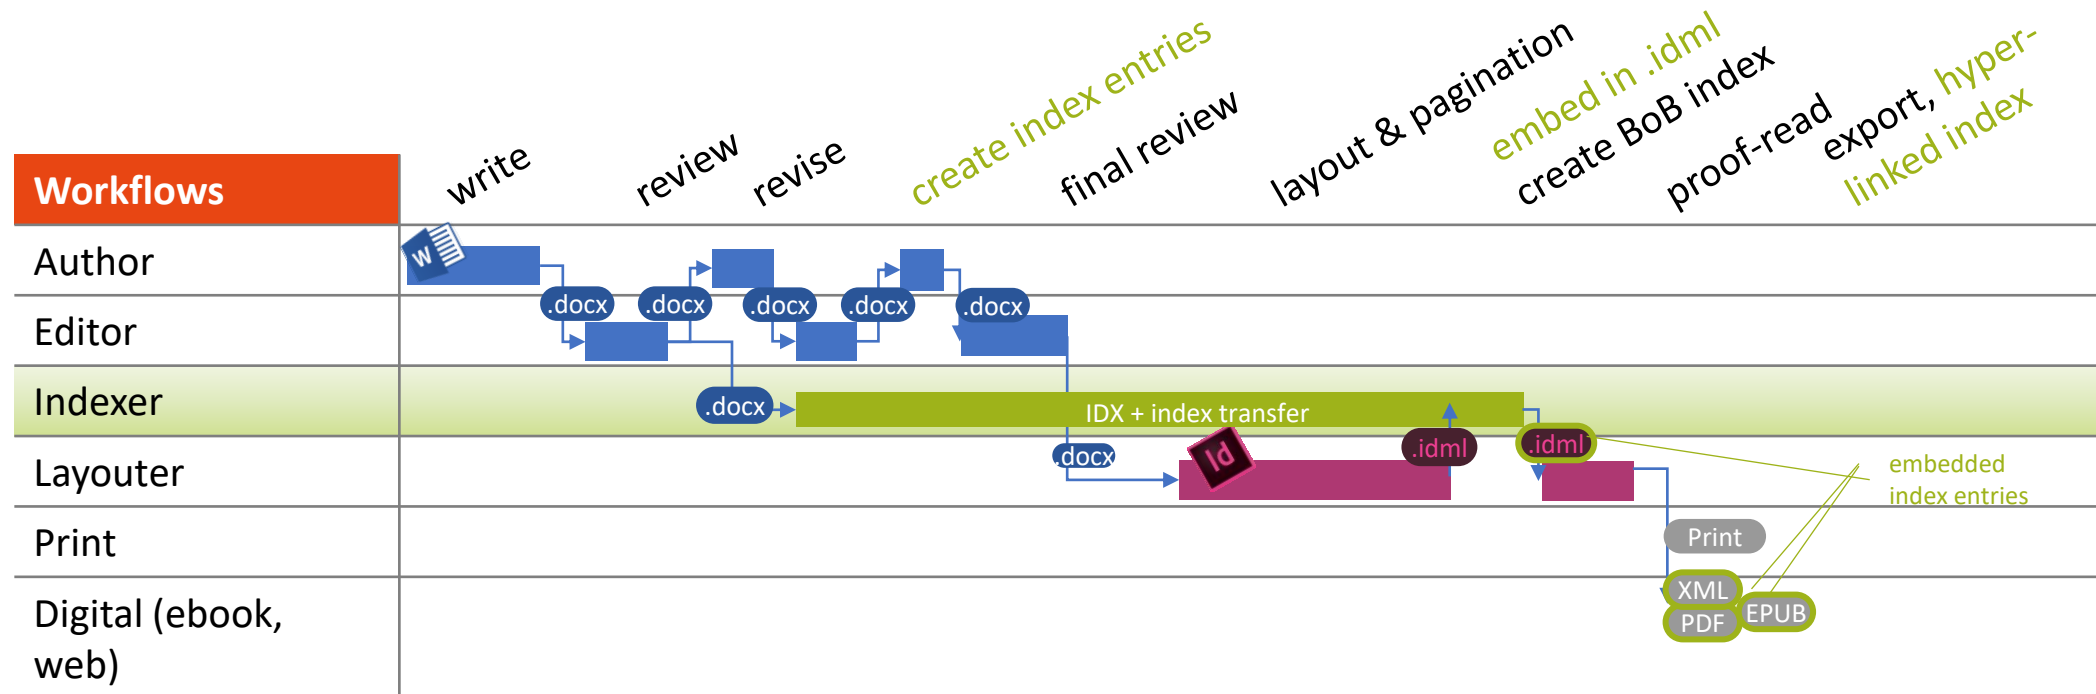 write
review
revise
create index entries
final review
layout & pagination
embed in .idml
create BoB index
proof-read
export, hyper-
linked index
Workflows
W
Author
.docx
.docx
.docx
.docx
.docx
Editor
Indexer
.docx
IDX + index transfer
Layouter
.docx
Id
.idml
.idml
embedded
index entries
Print
Print
Digital (ebook,
web)
XML
PDF
EPUB